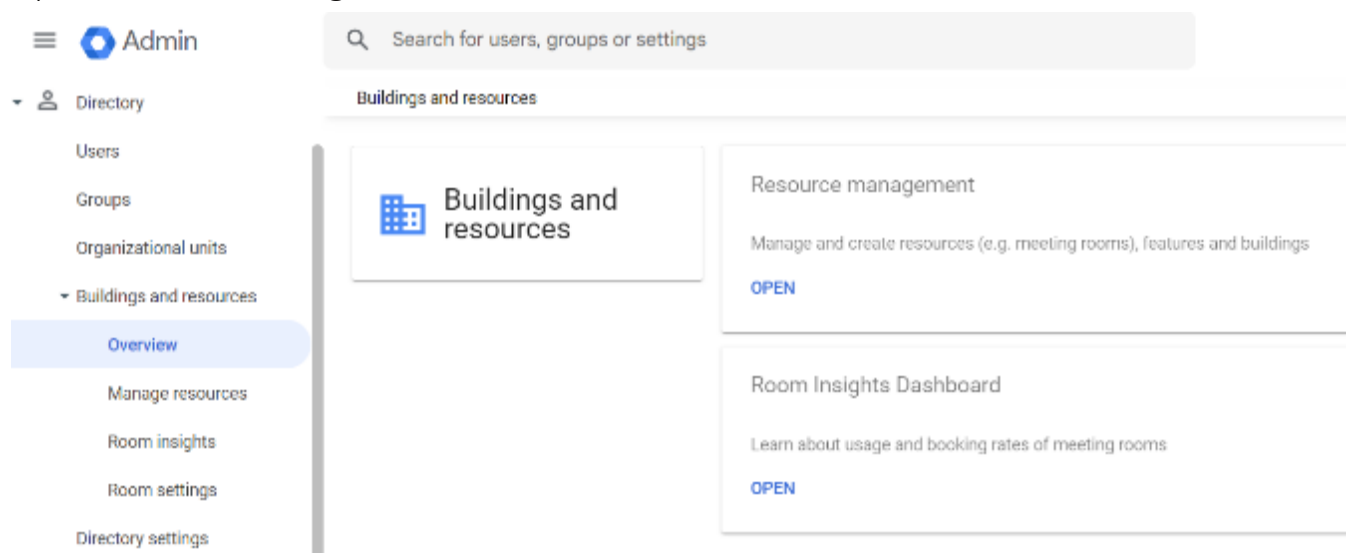 Admin
Search for users, groups or settings
Directory
Users
Groups
Organizational units
Buildings and resources
Overview
Manage resources
Room insights
Room settings
Directory settings
Buildings and resources
Buildings and
resources
Resource management
Manage and create resources (e.g. meeting rooms), features and buildings
OPEN
Room Insights Dashboard
Learn about usage and booking rates of meeting rooms
OPEN